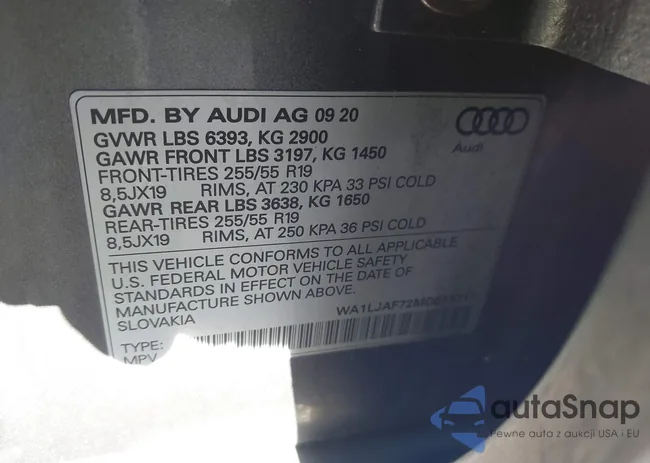 MFD. BY AUDI AG 09 20
GVWR LBS 6393, KG 2900
GAWR FRONT LBS 3197, KG 1450
FRONT-TIRES 255/55 R19
8,5JX19 RIMS, AT 230 KPA 33 PSI COLD
GAWR REAR LBS 3638, KG 1650
REAR-TIRES 255/55 R19
8,5JX19 RIMS, AT 250 KPA 36 PSI COLD
Audi
THIS VEHICLE CONFORMS TO ALL APPLICABLE
U.S. FEDERAL MOTOR VEHICLE SAFETY
STANDARDS IN EFFECT ON THE DATE OF
MANUFACTURE SHOWN ABOVE.
SLOVAKIA
TYPE:
MPV
autaSnap
Pewne auta z aukcji USA i EU